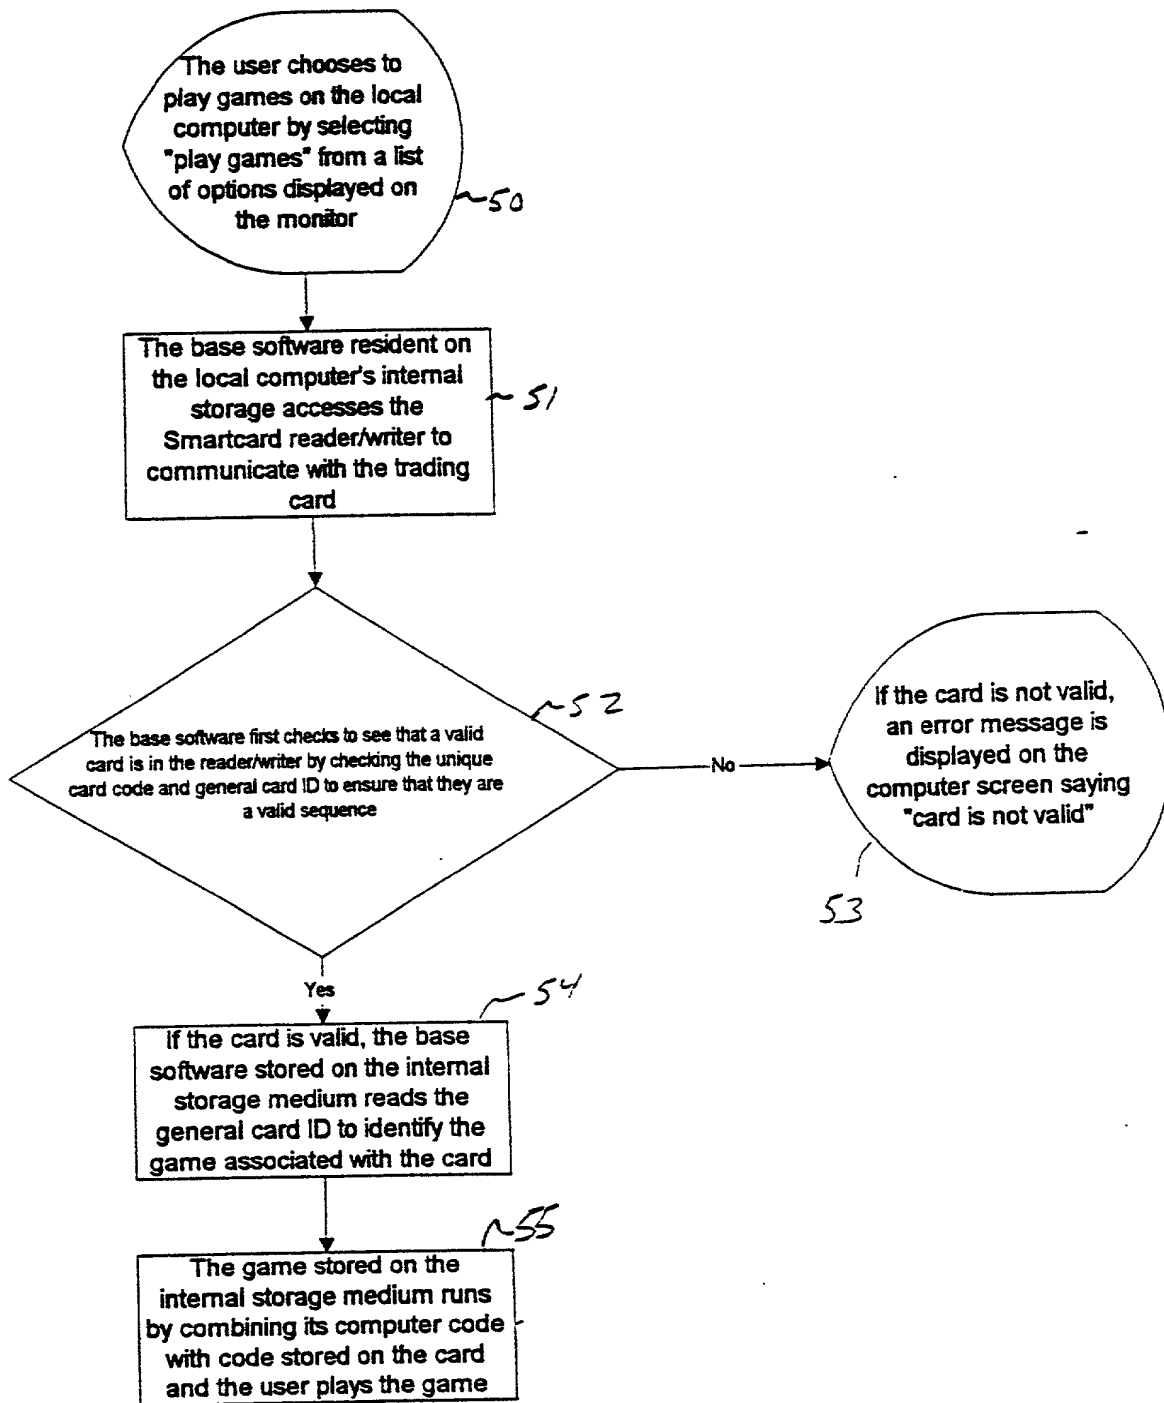 The user chooses to
play games on the local
computer by selecting
"play games" from a list
of options displayed on
the monitor
~50
The base software resident on
the local computer's internal
storage accesses the
Smartcard reader/writer to
communicate with the trading
card
~51
The base software first checks to see that a valid
card is in the reader/writer by checking the unique
card code and general card ID to ensure that they are
a valid sequence
~52
No
If the card is not valid,
an error message is
displayed on the
computer screen saying
"card is not valid"
53
Yes
~54
If the card is valid, the base
software stored on the internal
storage medium reads the
general card ID to identify the
game associated with the card
~55
The game stored on the
internal storage medium runs
by combining its computer code
with code stored on the card
and the user plays the game